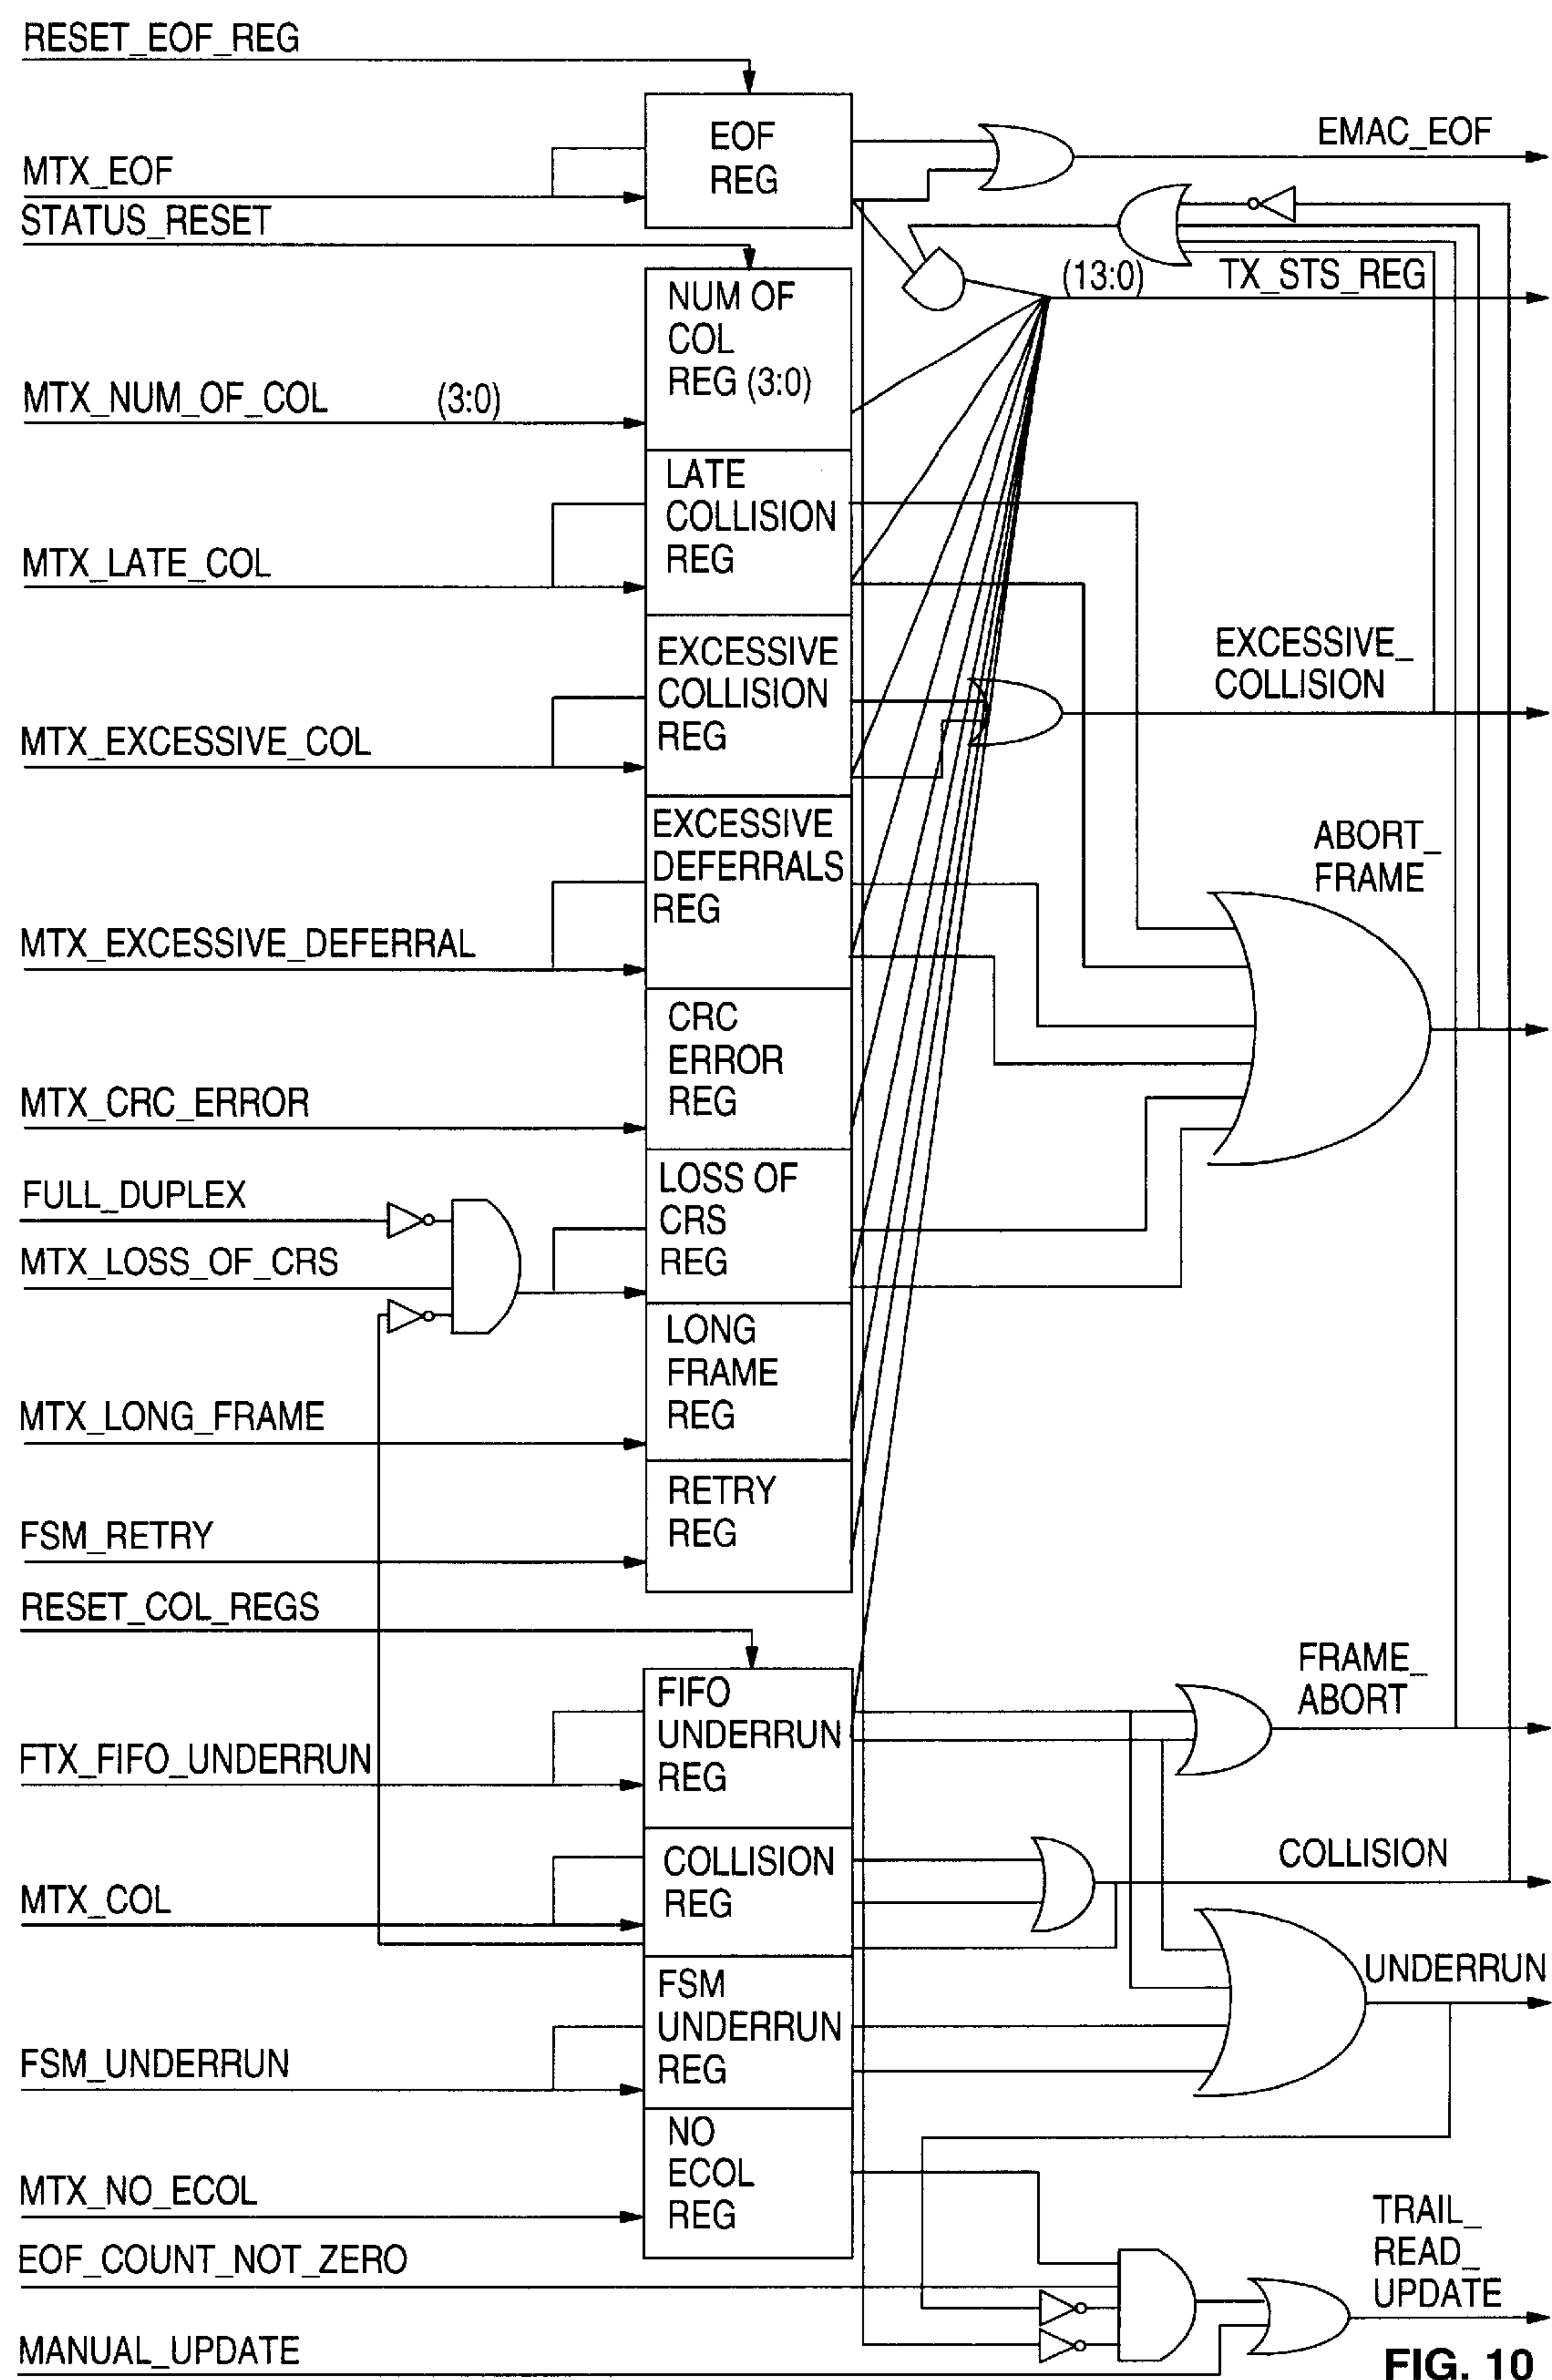 RESET_EOF_REG
EOF
REG
EMAC_EOF
MTX_EOF
STATUS_RESET
(13:0)
TX_STS_REG
NUM OF
COL
REG (3:0)
MTX_NUM_OF_COL (3:0)
LATE
COLLISION
REG
MTX_LATE_COL
EXCESSIVE
COLLISION
REG
EXCESSIVE_
COLLISION
MTX_EXCESSIVE_COL
EXCESSIVE
DEFERRALS
REG
ABORT_
FRAME
MTX_EXCESSIVE_DEFERRAL
CRC
ERROR
REG
MTX_CRC_ERROR
FULL_DUPLEX
LOSS OF
CRS
REG
MTX_LOSS_OF_CRS
LONG
FRAME
REG
MTX_LONG_FRAME
RETRY
REG
FSM_RETRY
RESET_COL_REGS
FIFO
UNDERRUN
REG
FRAME_
ABORT
FTX_FIFO_UNDERRUN
COLLISION
REG
COLLISION
MTX_COL
FSM
UNDERRUN
REG
UNDERRUN
FSM_UNDERRUN
NO
ECOL
REG
MTX_NO_ECOL
EOF_COUNT_NOT_ZERO
TRAIL_
READ_
UPDATE
MANUAL_UPDATE
FIG. 10